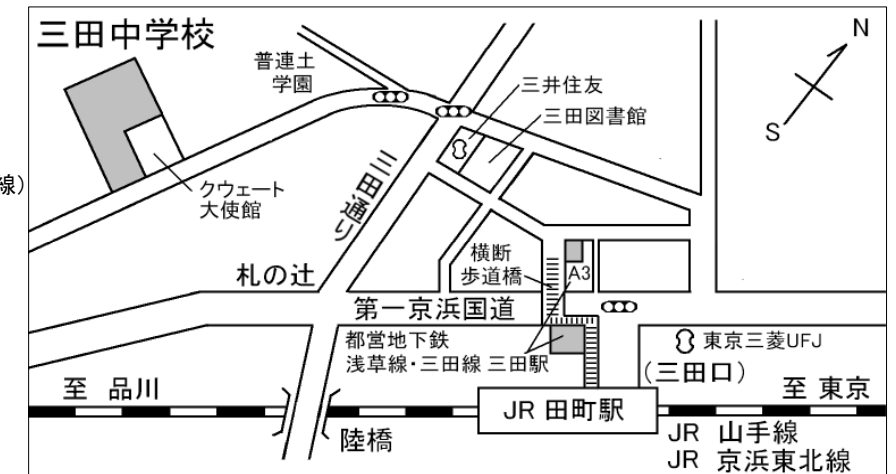 三田中学校
N
S
普連土
学園
三井住友
三田図書館
線)
クウェート
大使館
三田通り
札の辻
横断
歩道橋
A3
第一京浜国道
都営地下鉄
浅草線・三田線 三田駅
東京三菱UFJ
(三田口)
至 品川
至 東京
JR 田町駅
陸橋
JR 山手線
JR 京浜東北線